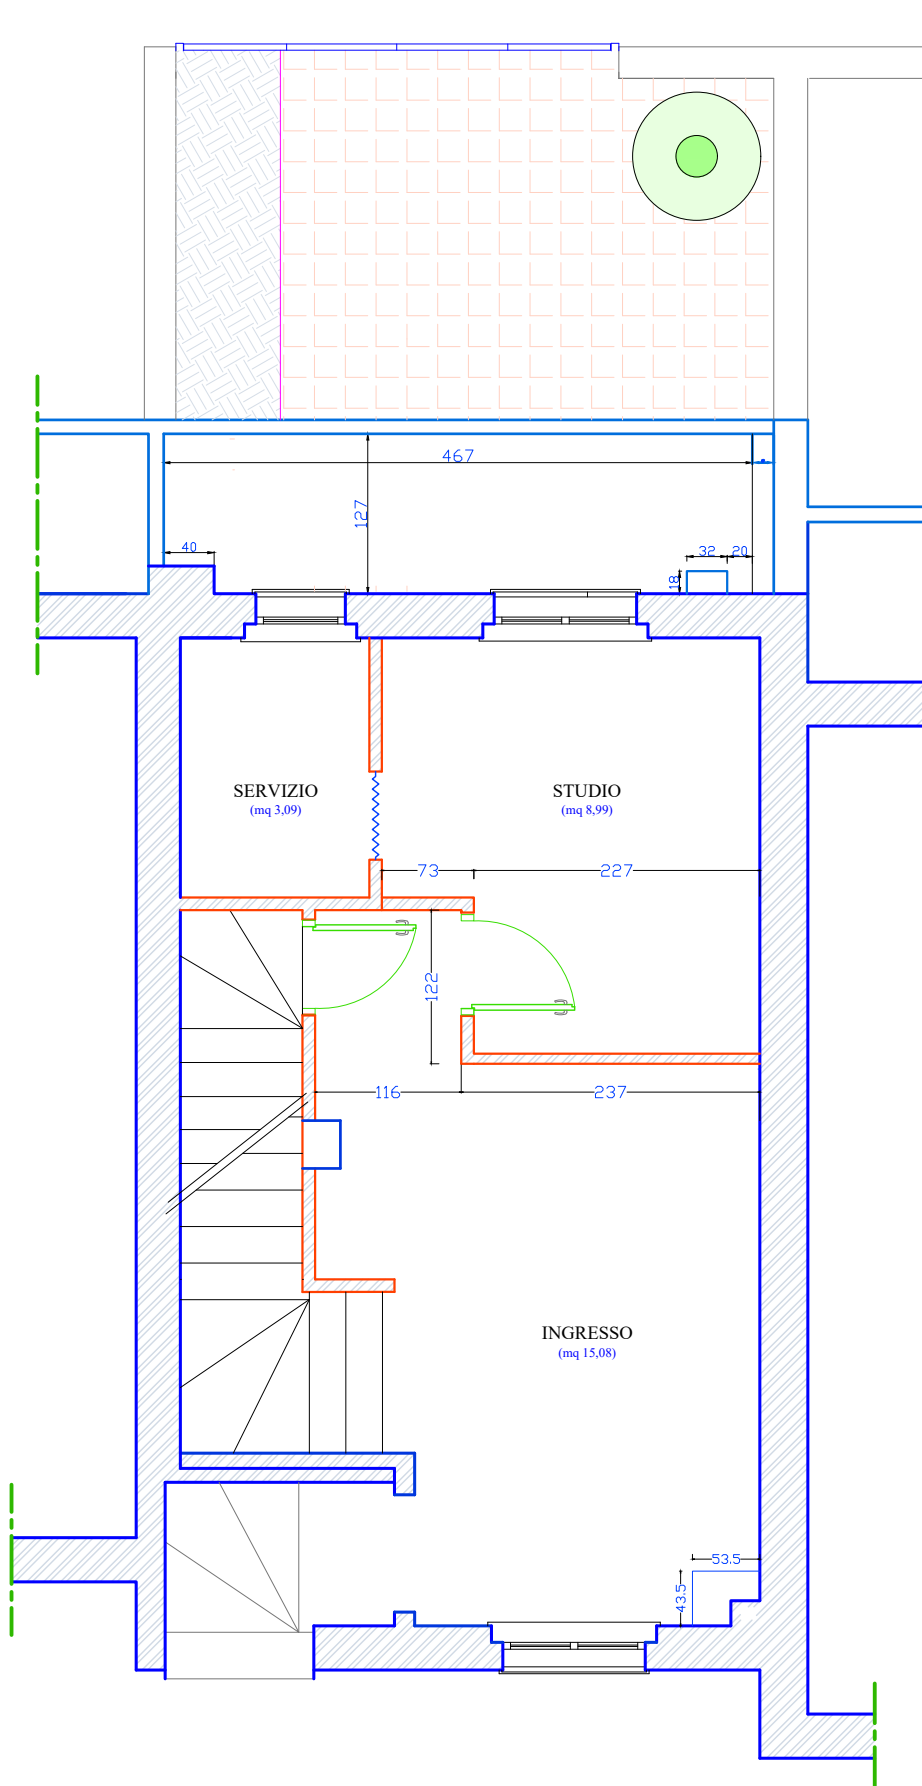 467
127
40
32
20
18
SERVIZIO
(mq 3,09)
STUDIO
(mq 8,99)
73
227
122
116
237
INGRESSO
(mq 15,08)
53.5
43.5